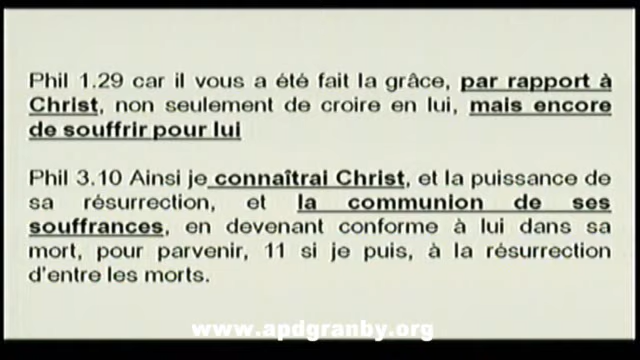 Phil 1.29 car il vous a été fait la grâce, par rapport à
Christ, non seulement de croire en lui, mais encore
de souffrir pour lui
Phil 3.10 Ainsi je connaîtrai Christ, et la puissance de
sa résurrection, et la communion de ses
souffrances, en devenant conforme à lui dans sa
mort, pour parvenir, 11 si je puis, à la résurrection
d'entre les morts.
www.apdgranby.org